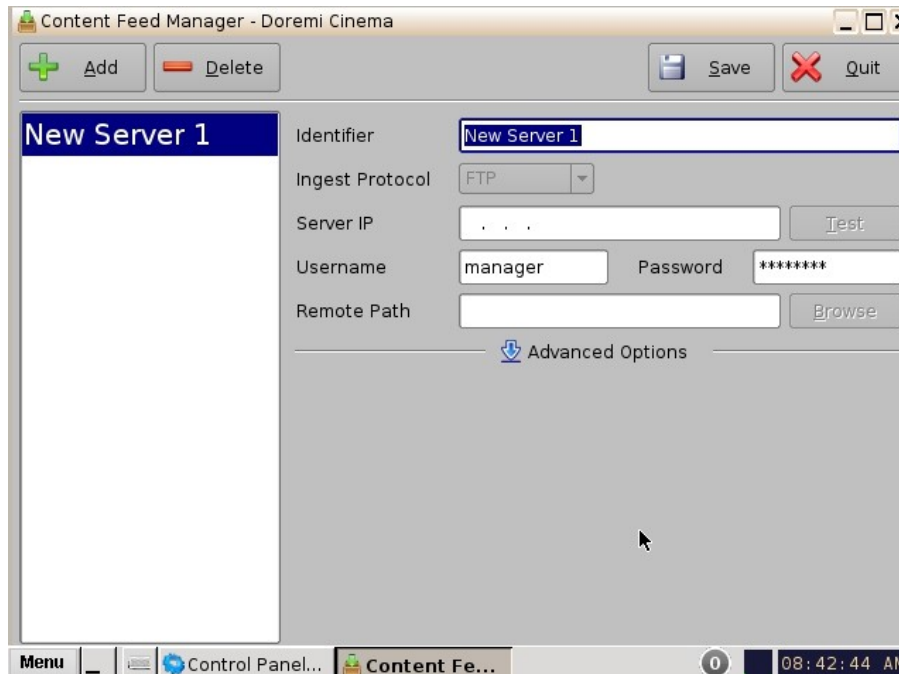 Content Feed Manager - Doremi Cinema
Add Delete Save Quit
New Server 1
Identifier New Server 1
Ingest Protocol FTP
Server IP . . . Test
Username manager Password ********
Remote Path Browse
Advanced Options
Menu Control Panel... Content Fe... 0 08:42:44 AM